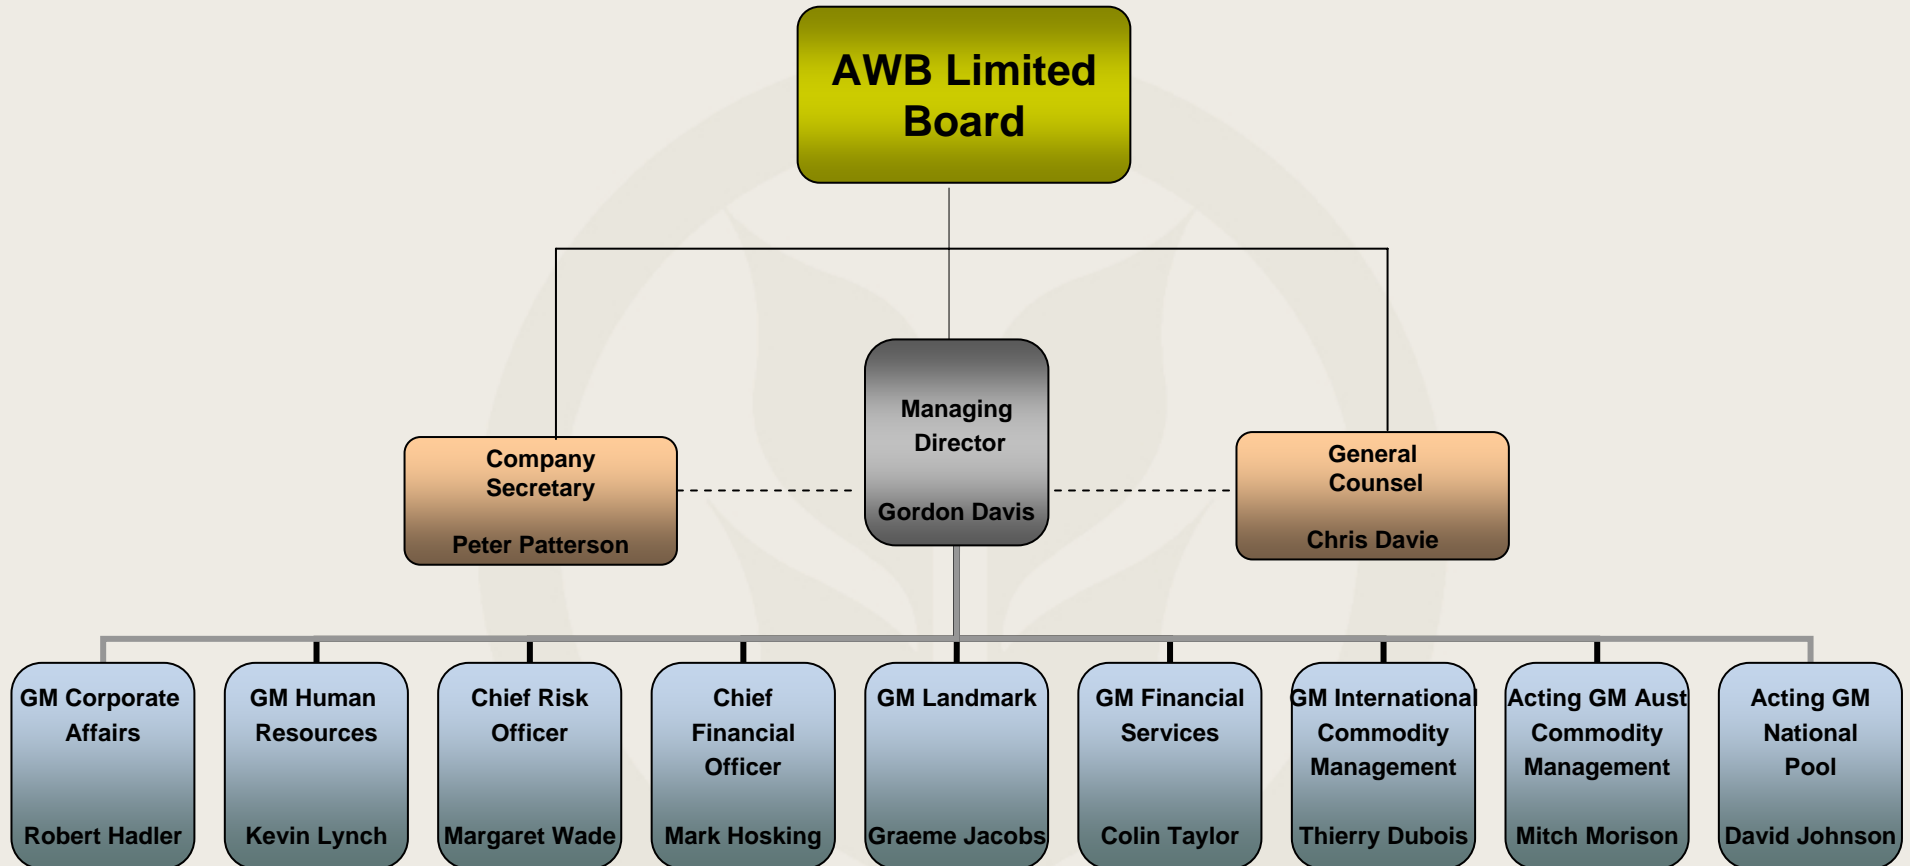 AWB Limited
Board
Managing
Director
Gordon Davis
Company
Secretary
Peter Patterson
General
Counsel
Chris Davie
GM Corporate
Affairs
Robert Hadler
GM Human
Resources
Kevin Lynch
Chief Risk
Officer
Margaret Wade
Chief
Financial
Officer
Mark Hosking
GM Landmark
Graeme Jacobs
GM Financial
Services
Colin Taylor
GM International
Commodity
Management
Thierry Dubois
Acting GM Aust
Commodity
Management
Mitch Morison
Acting GM
National
Pool
David Johnson